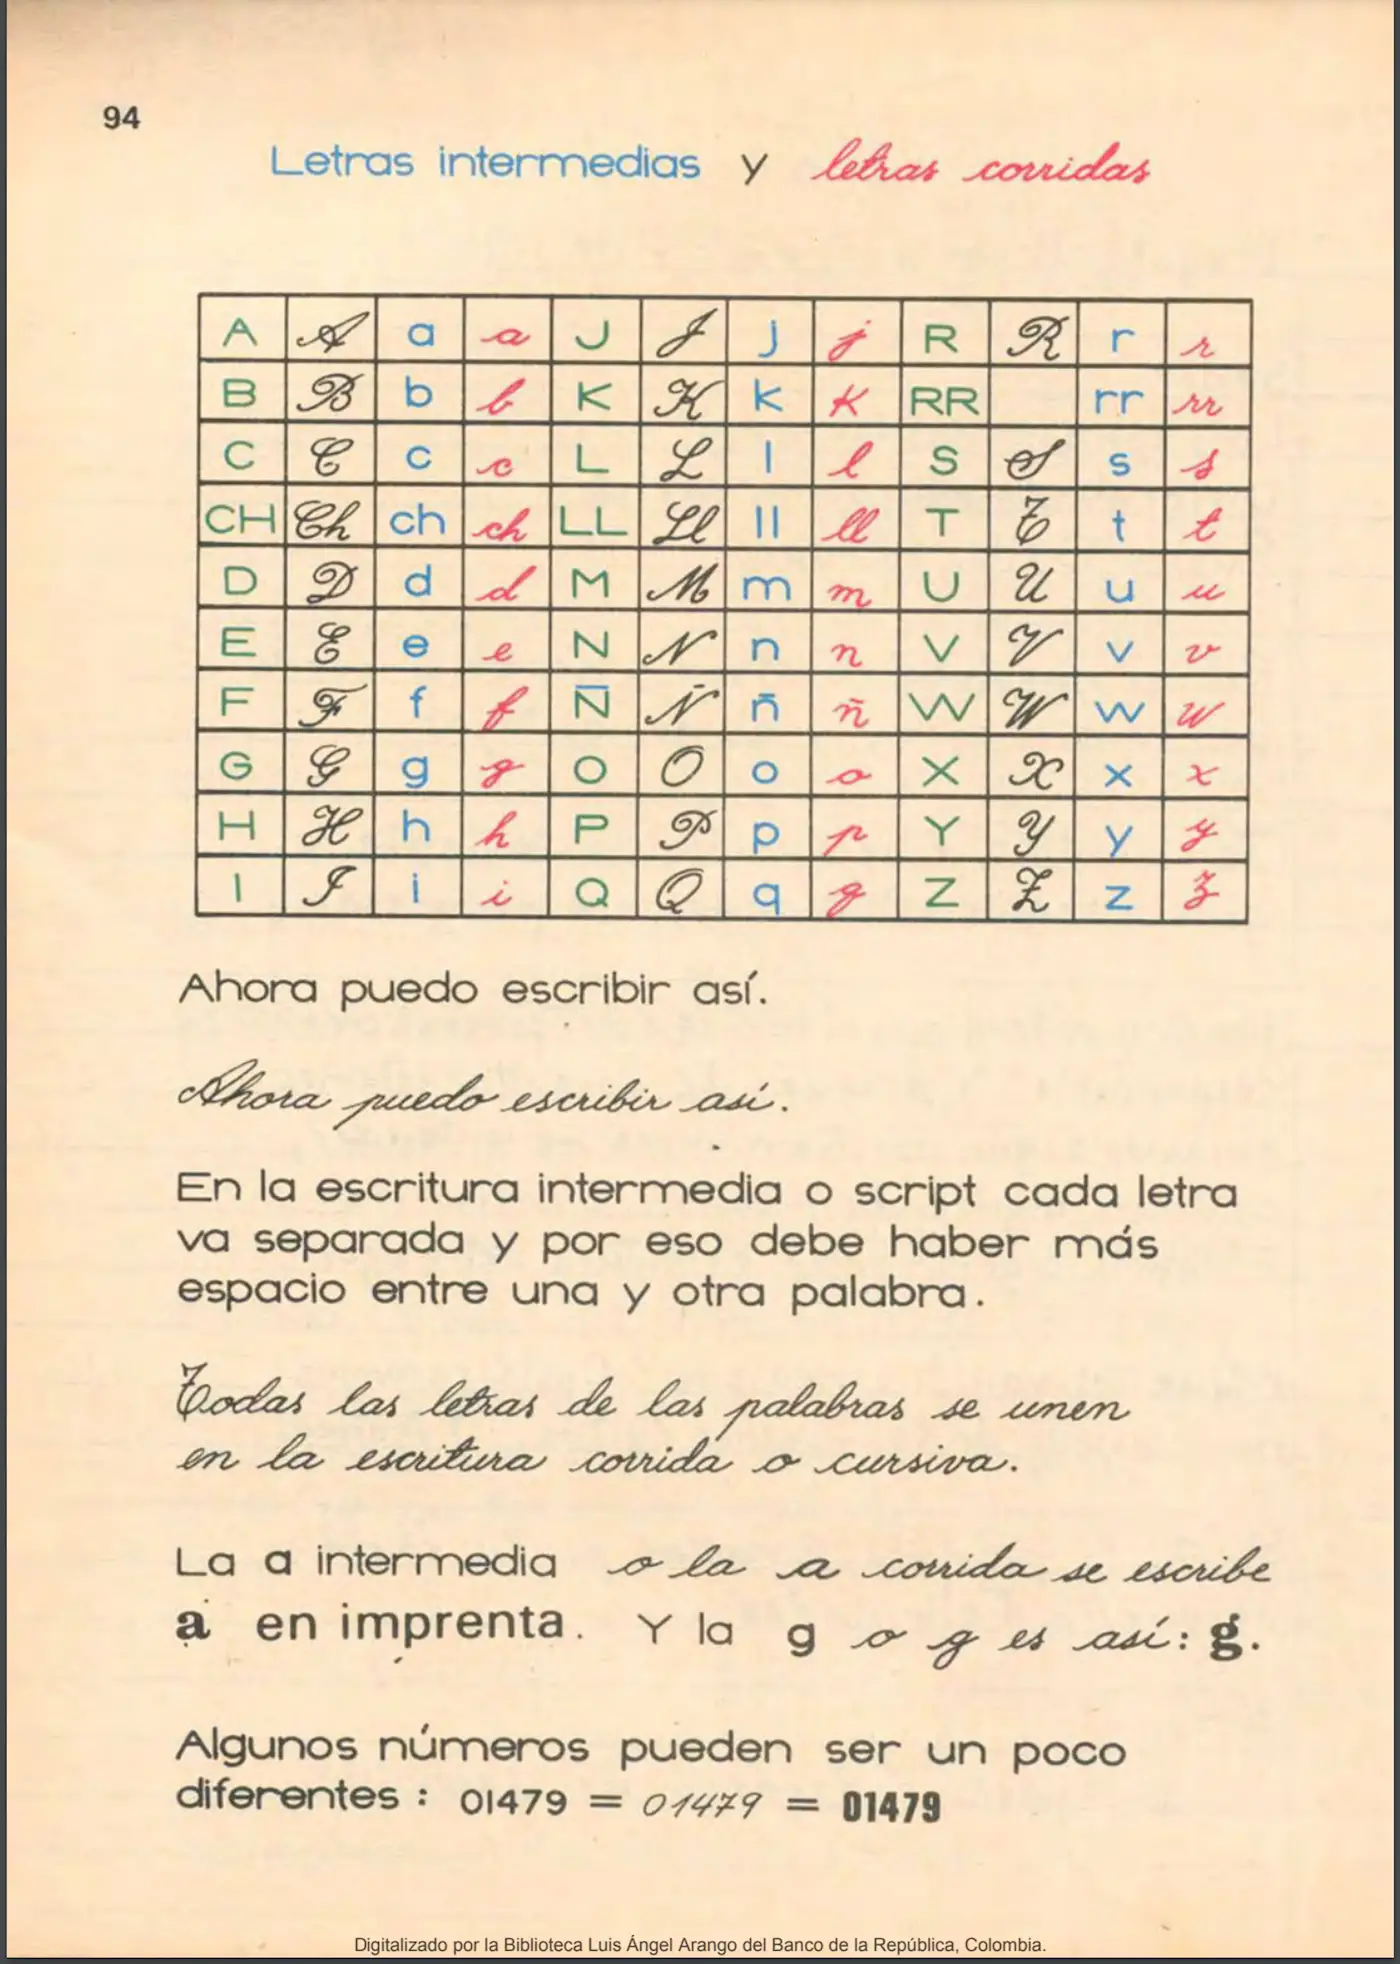 94
Letras intermedias y letras corridas
A A a a J J j j R R r r
B B b b K K k k RR rr rr
C C c c L L l l S S s s
CH Ch ch ch LL Ll ll ll T T t t
D D d d M M m m U U u u
E E e e N N n n V V v v
F F f f Ñ Ñ ñ ñ W W w w
G G g g O O o o X X x x
H H h h P P p p Y Y y y
I I i i Q Q q q Z Z z z
Ahora puedo escribir así.
Ahora puedo escribir así.
En la escritura intermedia o script cada letra
va separada y por eso debe haber más
espacio entre una y otra palabra.
Todas las letras de las palabras se unen
en la escritura corrida o cursiva.
La a intermedia o la a corrida se escribe
a en imprenta. Y la g o g es así: g.
Algunos números pueden ser un poco
diferentes : 01479 = 01479 = 01479
Digitalizado por la Biblioteca Luis Ángel Arango del Banco de la República, Colombia.